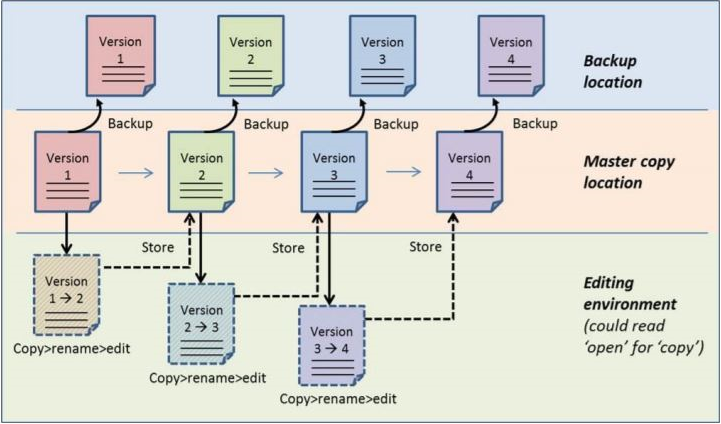 Version
1
Version
2
Version
3
Version
4
Backup
location
Backup
Backup
Backup
Backup
Version
1
Version
2
Version
3
Version
4
Master copy
location
Store
Store
Store
Version
1 → 2
Version
2 → 3
Version
3 → 4
Editing
environment
(could read
‘open’ for ‘copy’)
Copy>rename>edit
Copy>rename>edit
Copy>rename>edit